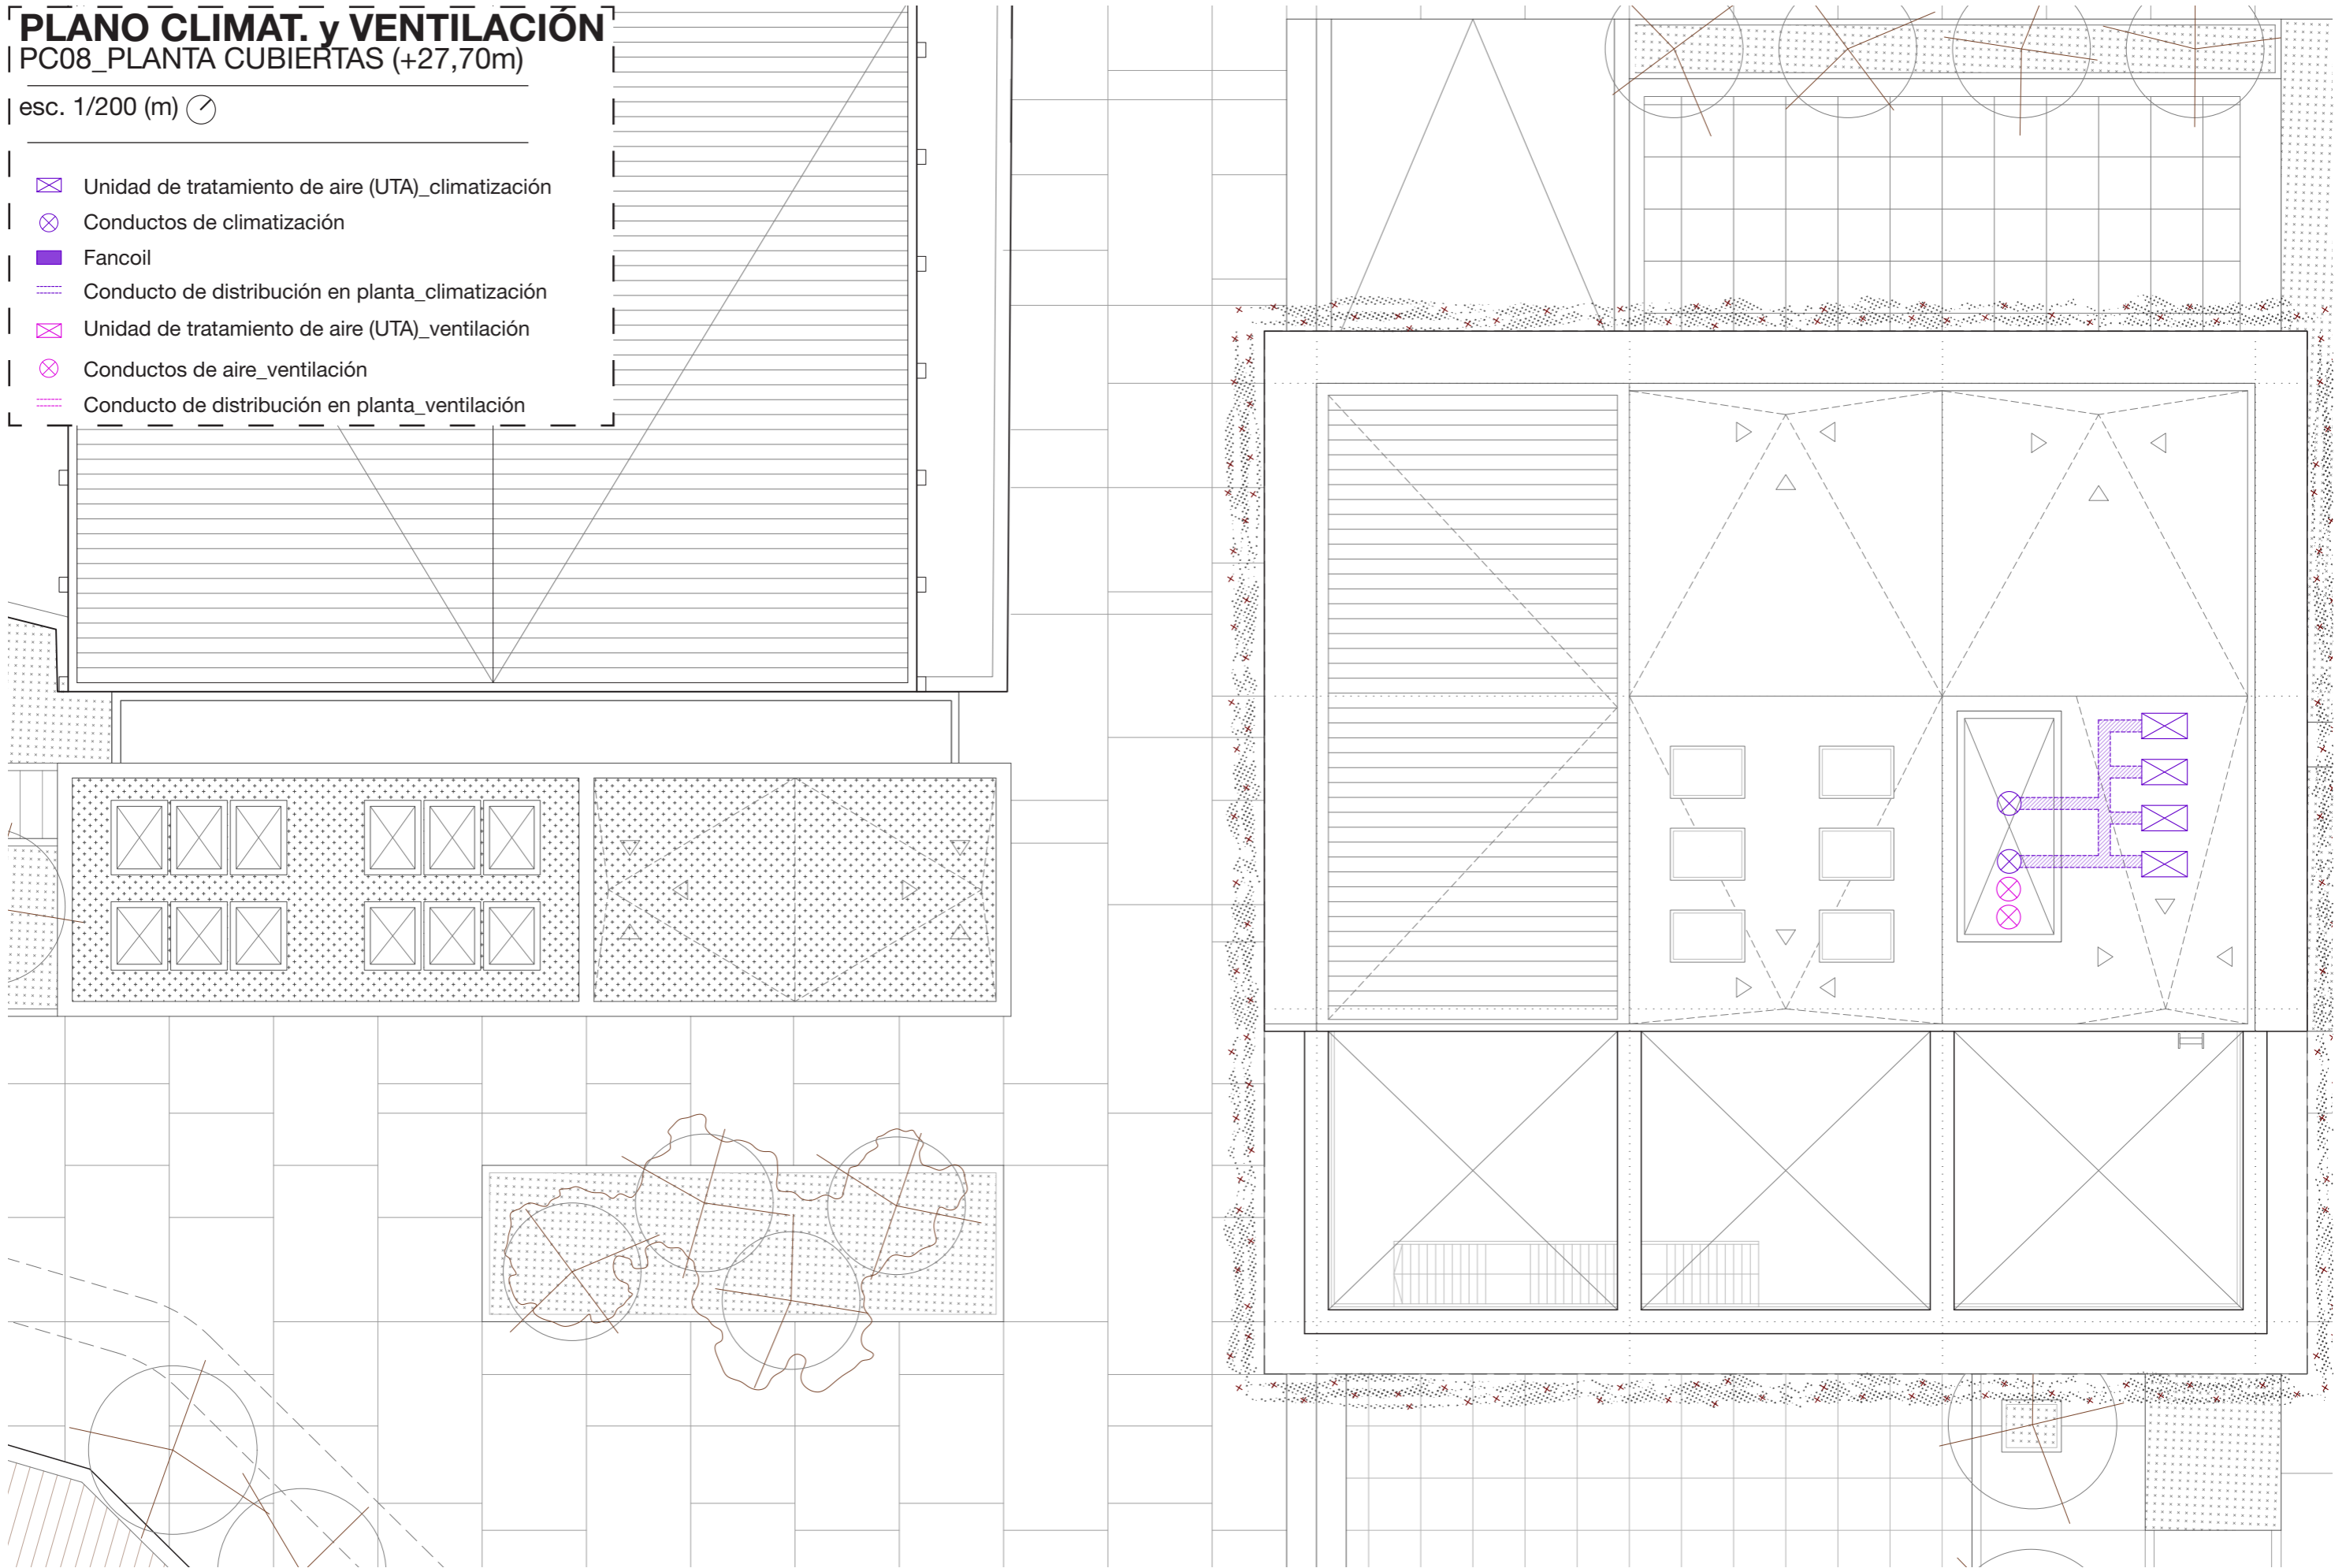 PLANO CLIMAT. y VENTILACIÓN
PC08_PLANTA CUBIERTAS (+27,70m)
esc. 1/200 (m)
Unidad de tratamiento de aire (UTA)_climatización
Conductos de climatización
Fancoil
Conducto de distribución en planta_climatización
Unidad de tratamiento de aire (UTA)_ventilación
Conductos de aire_ventilación
Conducto de distribución en planta_ventilación